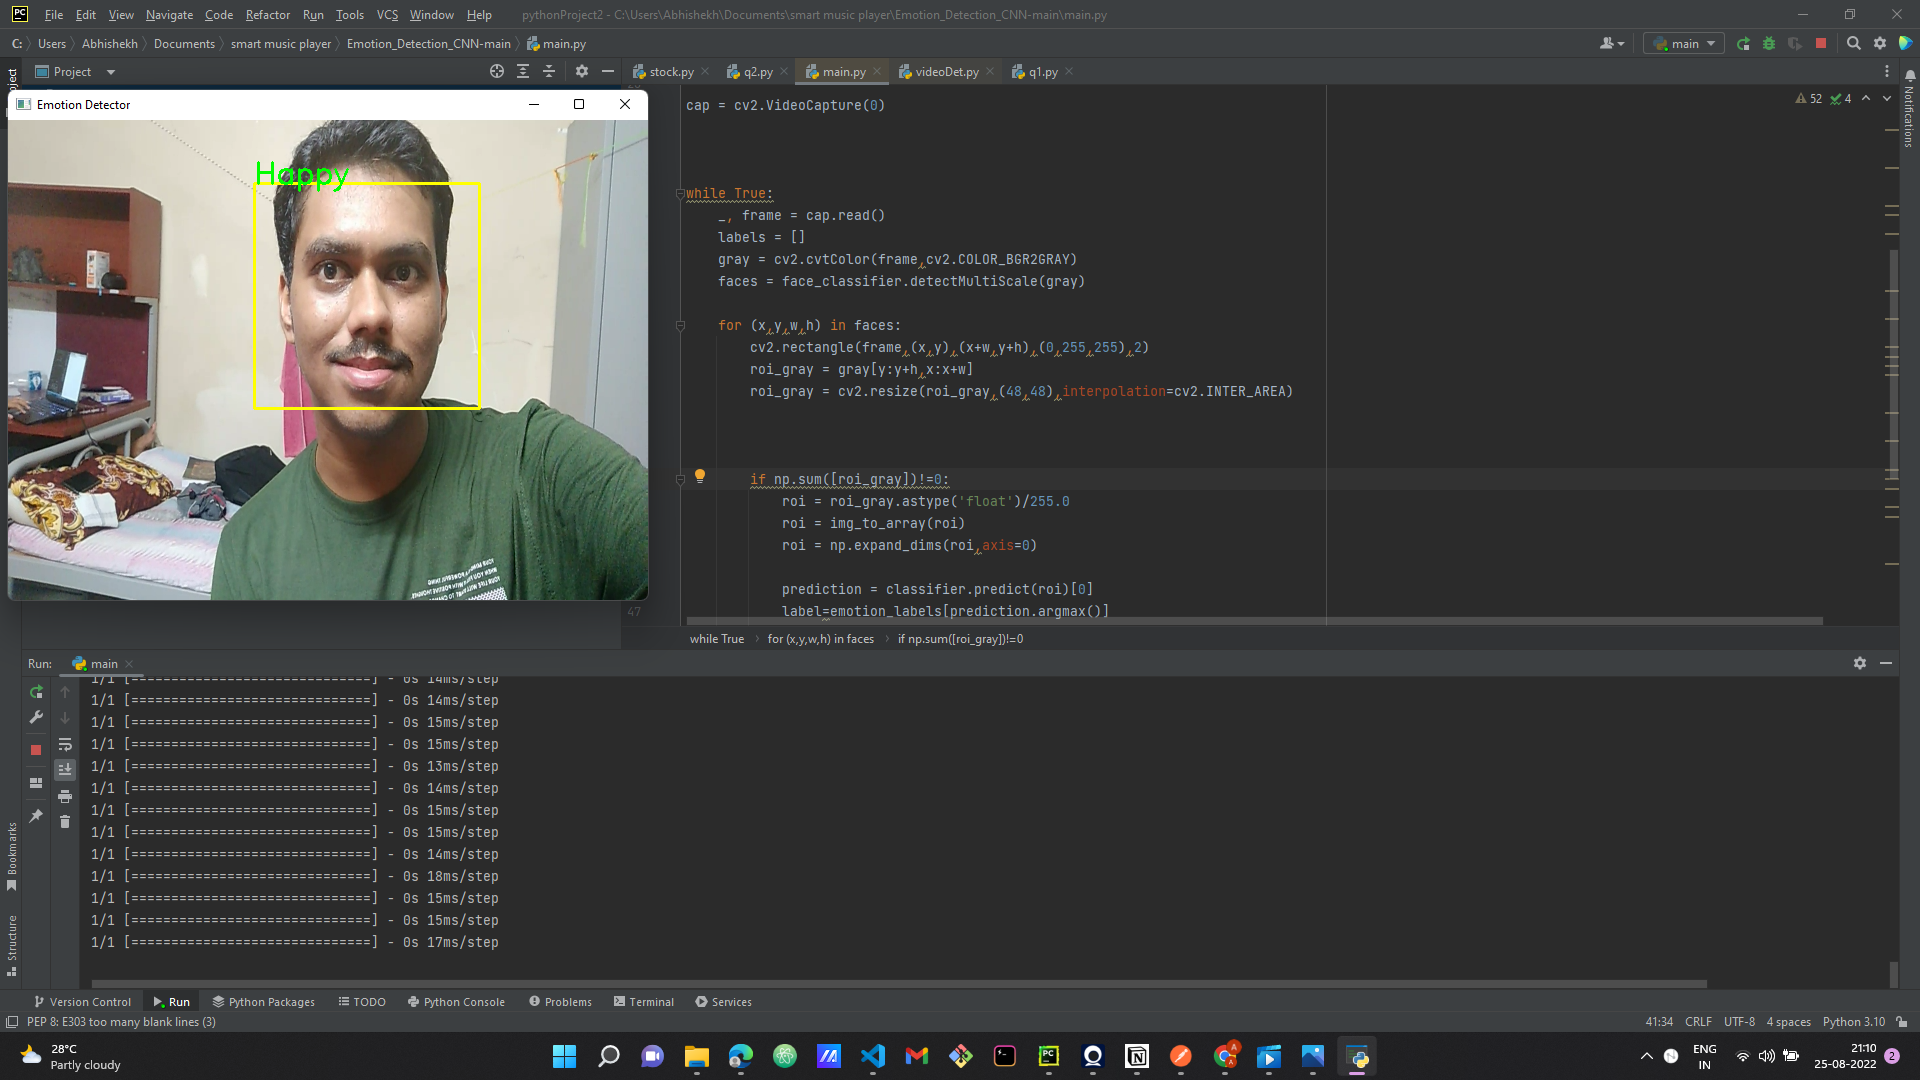 File Edit View Navigate Code Refactor Run Tools VCS Window Help pythonProject2 - C:\Users\Abhishekh\Documents\smart music player\Emotion_Detection_CNN-main\main.py
C: Users Abhishekh Documents smart music player Emotion_Detection_CNN-main main.py main
Project
stock.py q2.py main.py videoDet.py q1.py
Notifications
Emotion Detector
Happy
52 4
cap = cv2.VideoCapture(0)
while True:
_, frame = cap.read()
labels = []
gray = cv2.cvtColor(frame,cv2.COLOR_BGR2GRAY)
faces = face_classifier.detectMultiScale(gray)
for (x,y,w,h) in faces:
cv2.rectangle(frame,(x,y),(x+w,y+h),(0,255,255),2)
roi_gray = gray[y:y+h,x:x+w]
roi_gray = cv2.resize(roi_gray,(48,48),interpolation=cv2.INTER_AREA)
if np.sum([roi_gray])!=0:
roi = roi_gray.astype('float')/255.0
roi = img_to_array(roi)
roi = np.expand_dims(roi,axis=0)
prediction = classifier.predict(roi)[0]
47 label=emotion_labels[prediction.argmax()]
while True for (x,y,w,h) in faces if np.sum([roi_gray])!=0
Run: main
1/1 [==============================] - 0s 14ms/step
1/1 [==============================] - 0s 14ms/step
1/1 [==============================] - 0s 15ms/step
1/1 [==============================] - 0s 15ms/step
1/1 [==============================] - 0s 13ms/step
1/1 [==============================] - 0s 14ms/step
1/1 [==============================] - 0s 15ms/step
1/1 [==============================] - 0s 15ms/step
1/1 [==============================] - 0s 14ms/step
1/1 [==============================] - 0s 18ms/step
1/1 [==============================] - 0s 15ms/step
1/1 [==============================] - 0s 15ms/step
1/1 [==============================] - 0s 17ms/step
Bookmarks
Structure
Version Control Run Python Packages TODO Python Console Problems Terminal Services
PEP 8: E303 too many blank lines (3) 41:34 CRLF UTF-8 4 spaces Python 3.10
28°C
Partly cloudy
ENG
IN
21:10
25-08-2022
2